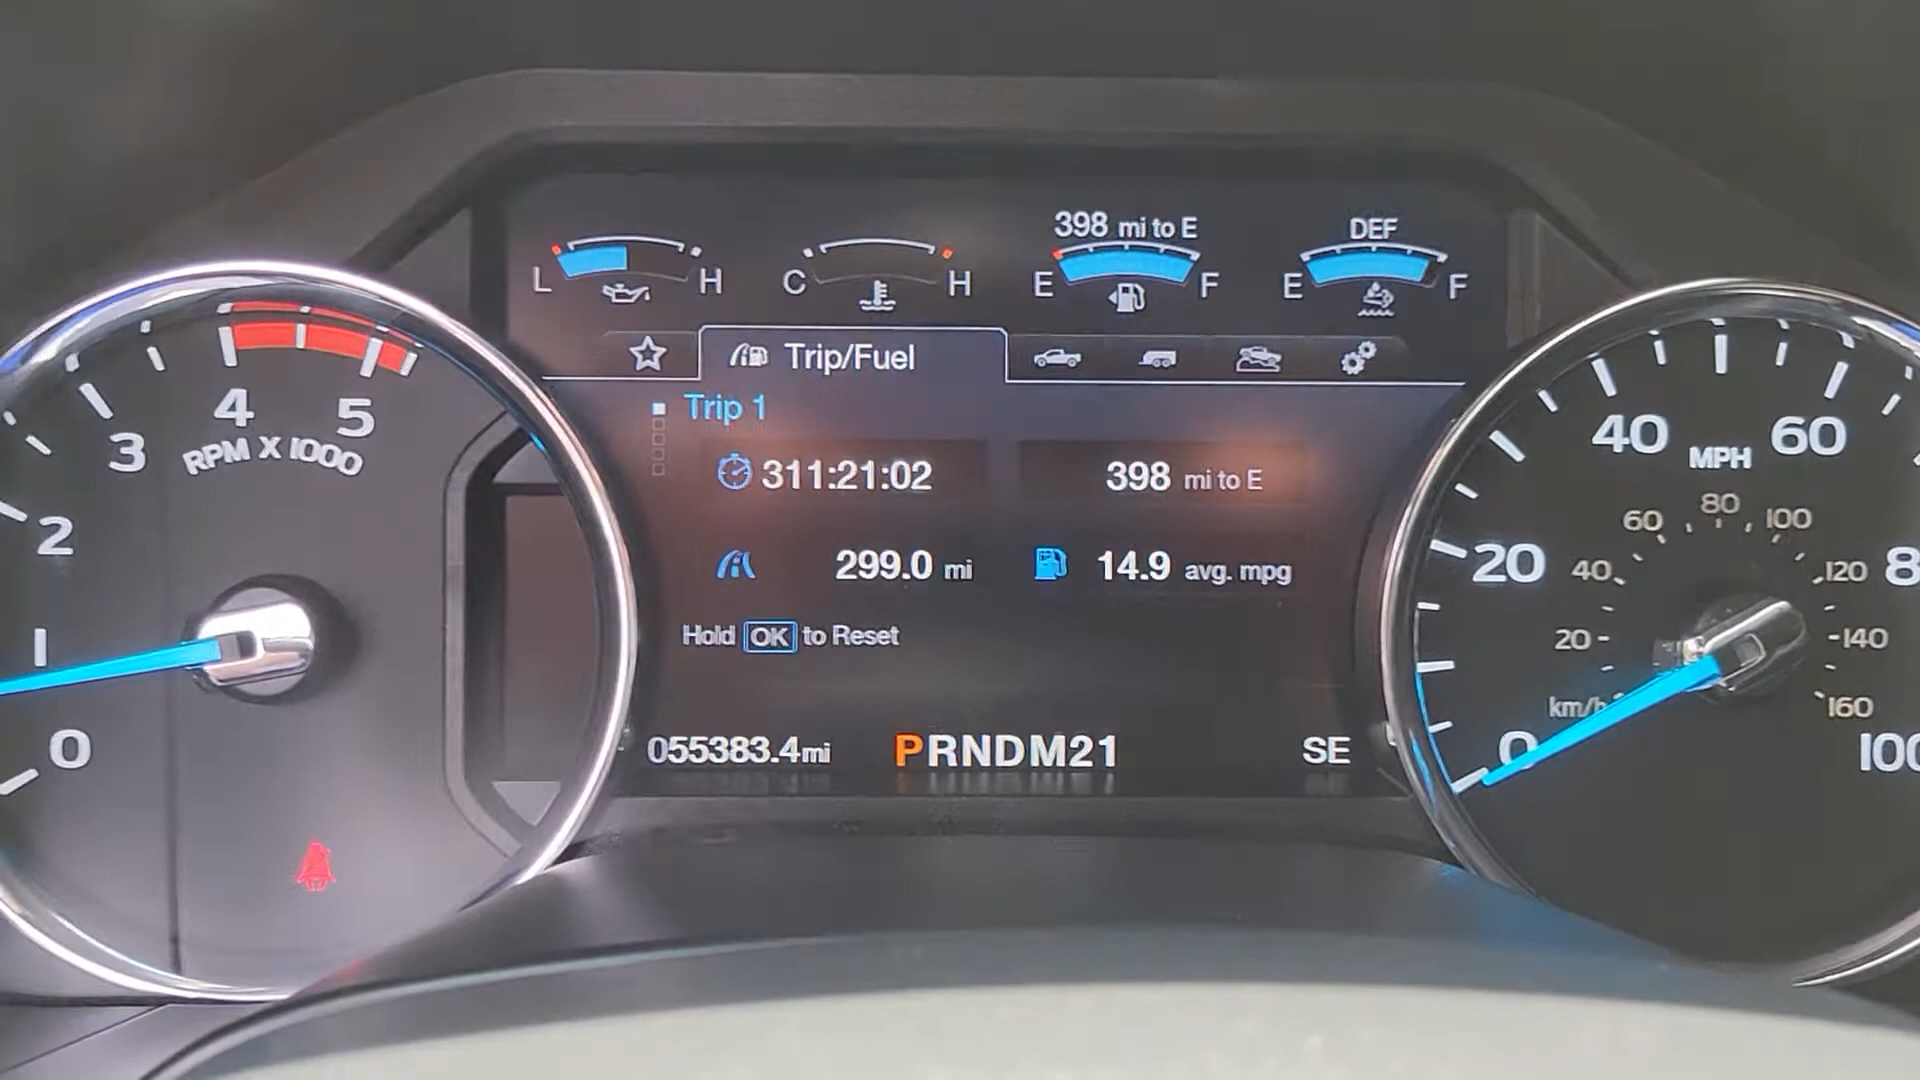 398 mi to E
DEF
L H
C H
E F
E F
Trip/Fuel
Trip 1
311:21:02
398 mi to E
299.0 mi
14.9 avg. mpg
Hold OK to Reset
055383.4mi
PRNDM21
SE
0
1
2
3
4
5
RPM X 1000
0
20
40
60
8
100
MPH
km/h
20
40
60
80
100
120
140
160